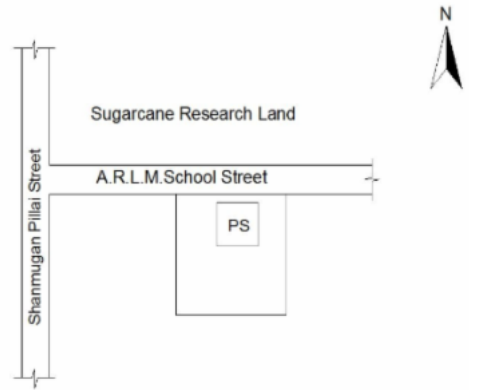 N
Sugarcane Research Land
A.R.L.M.School Street
Shanmugan Pillai Street
PS